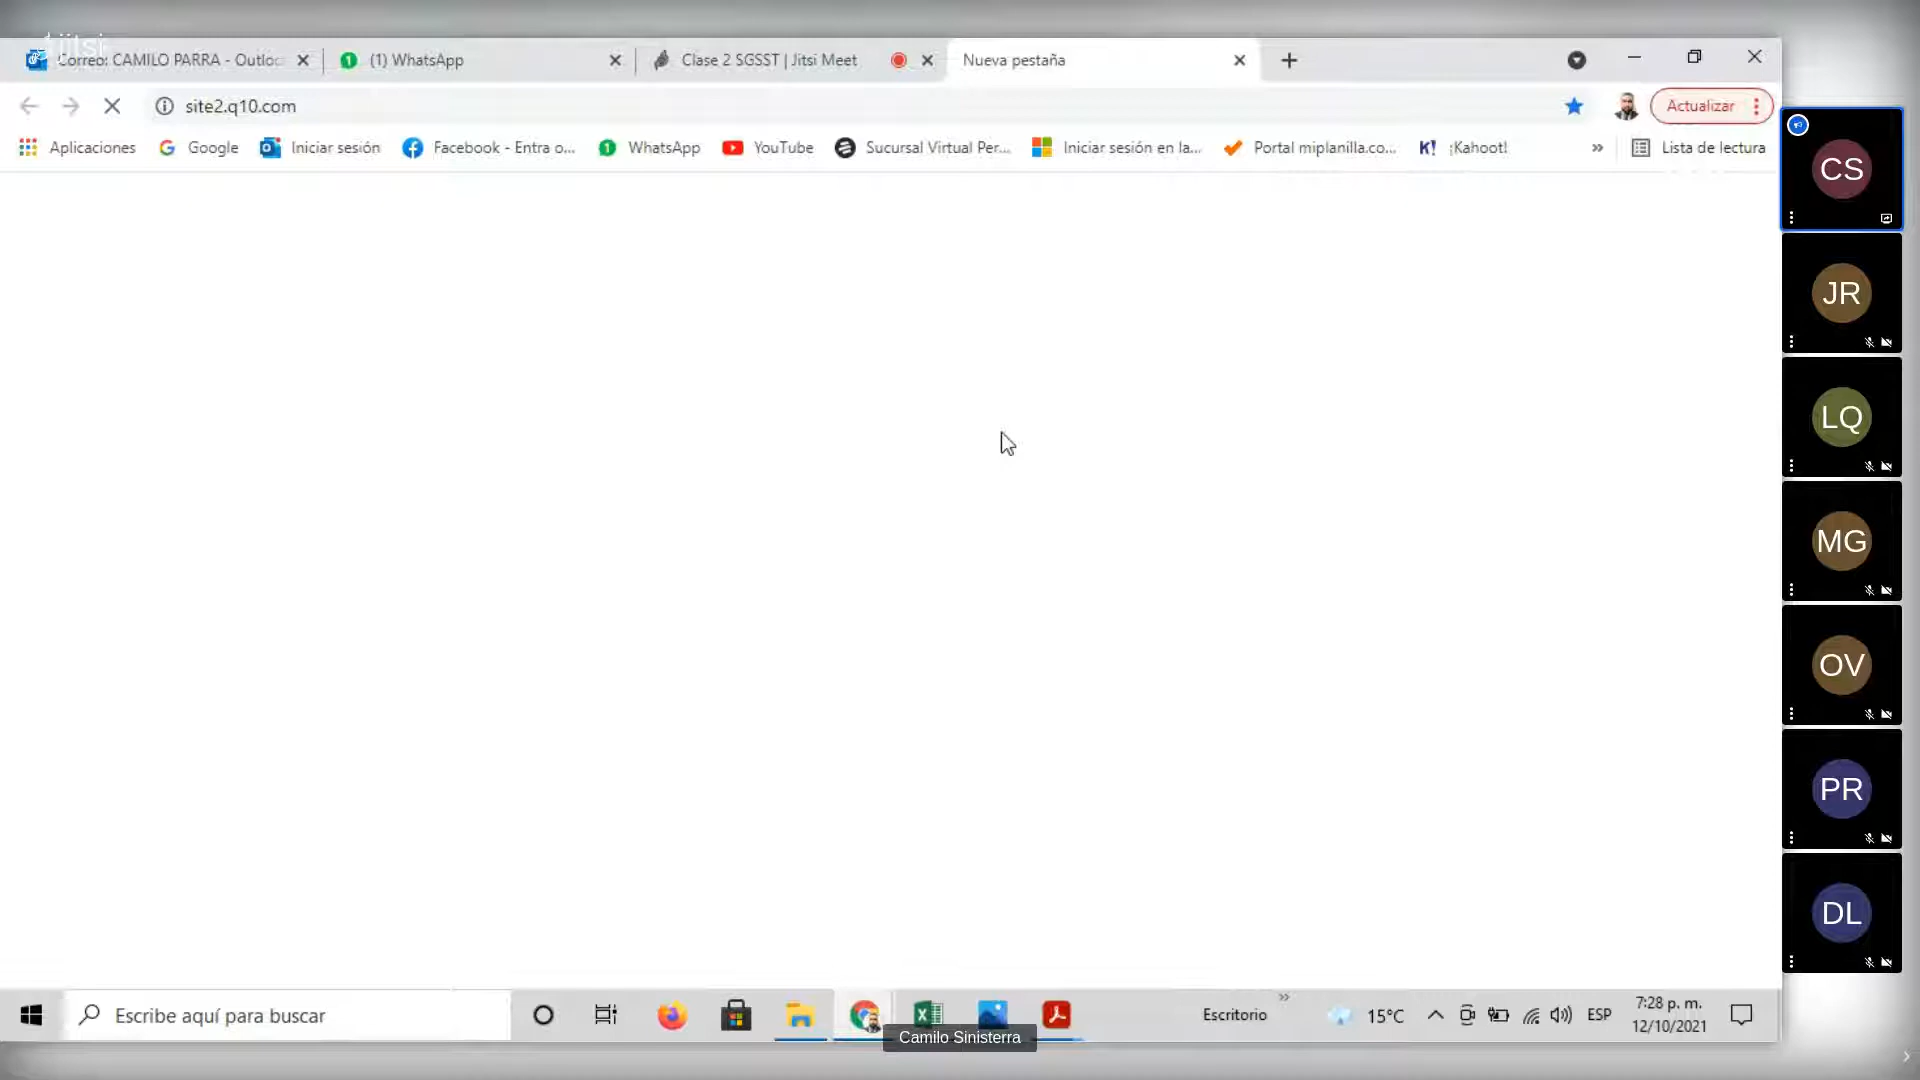 jitsi
Correo: CAMILO PARRA - Outloc
(1) WhatsApp
Clase 2 SGSST | Jitsi Meet
Nueva pestaña
site2.q10.com
Actualizar
Aplicaciones
Google
Iniciar sesión
Facebook - Entra o...
WhatsApp
YouTube
Sucursal Virtual Per...
Iniciar sesión en la...
Portal miplanilla.co...
K! ¡Kahoot!
»
Lista de lectura
CS
JR
LQ
MG
OV
PR
DL
Escribe aquí para buscar
Escritorio
»
15°C
ESP
7:28 p. m.
12/10/2021
Camilo Sinisterra